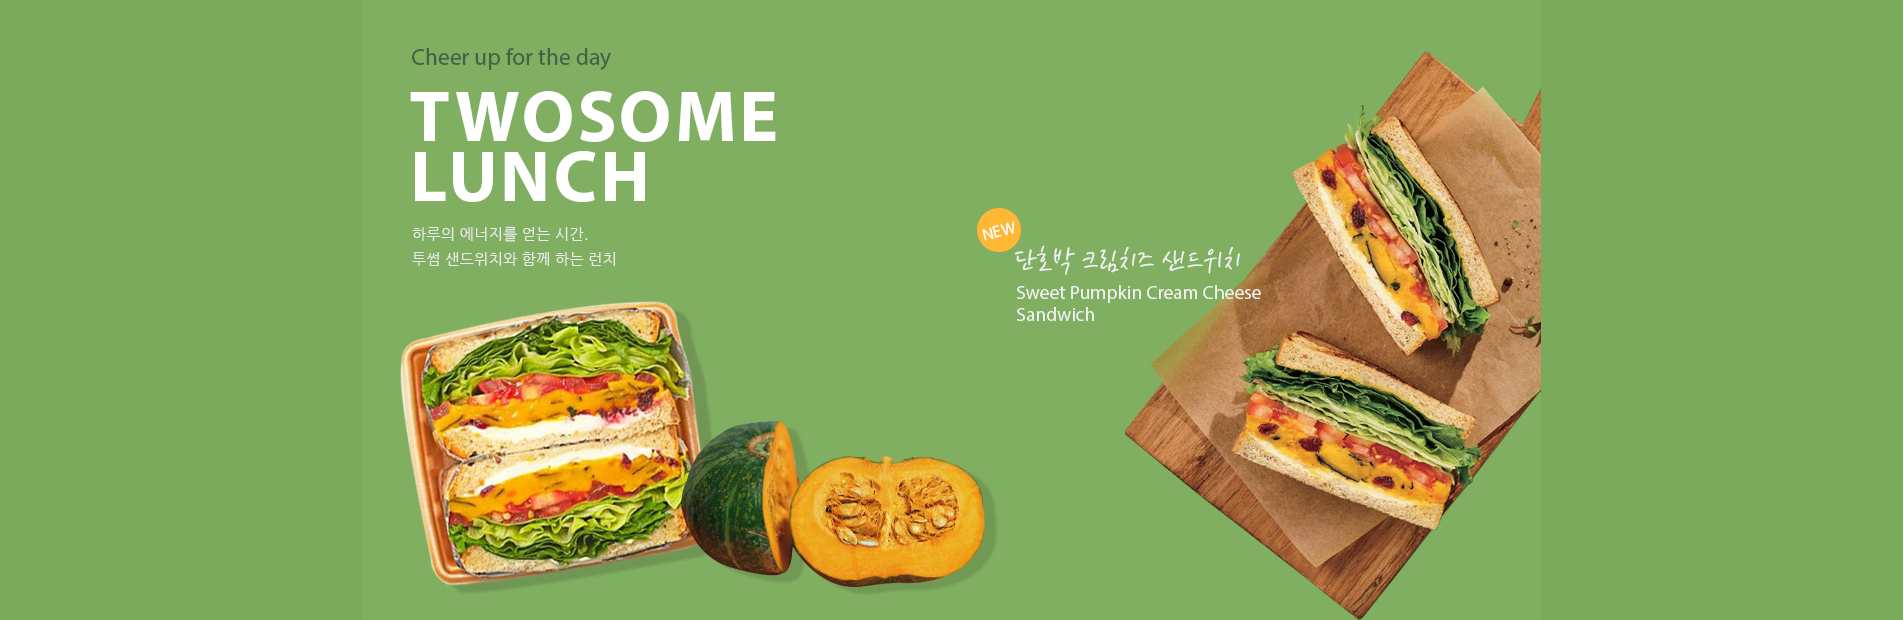 Cheer up for the day
TWOSOME
LUNCH
하루의 에너지를 얻는 시간.
투썸 샌드위치와 함께 하는 런치
NEW
단호박 크림치즈 샌드위치
Sweet Pumpkin Cream Cheese
Sandwich